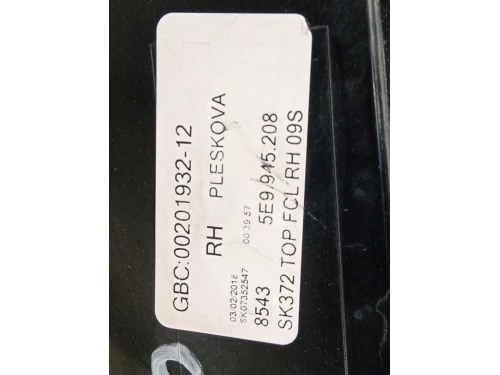 GBC:00201932-12
RH PLESKOVA
03/02/2018 00:39:57
SK07352547
8543 5E9.945.208
SK372 TOP FCL RH 09S